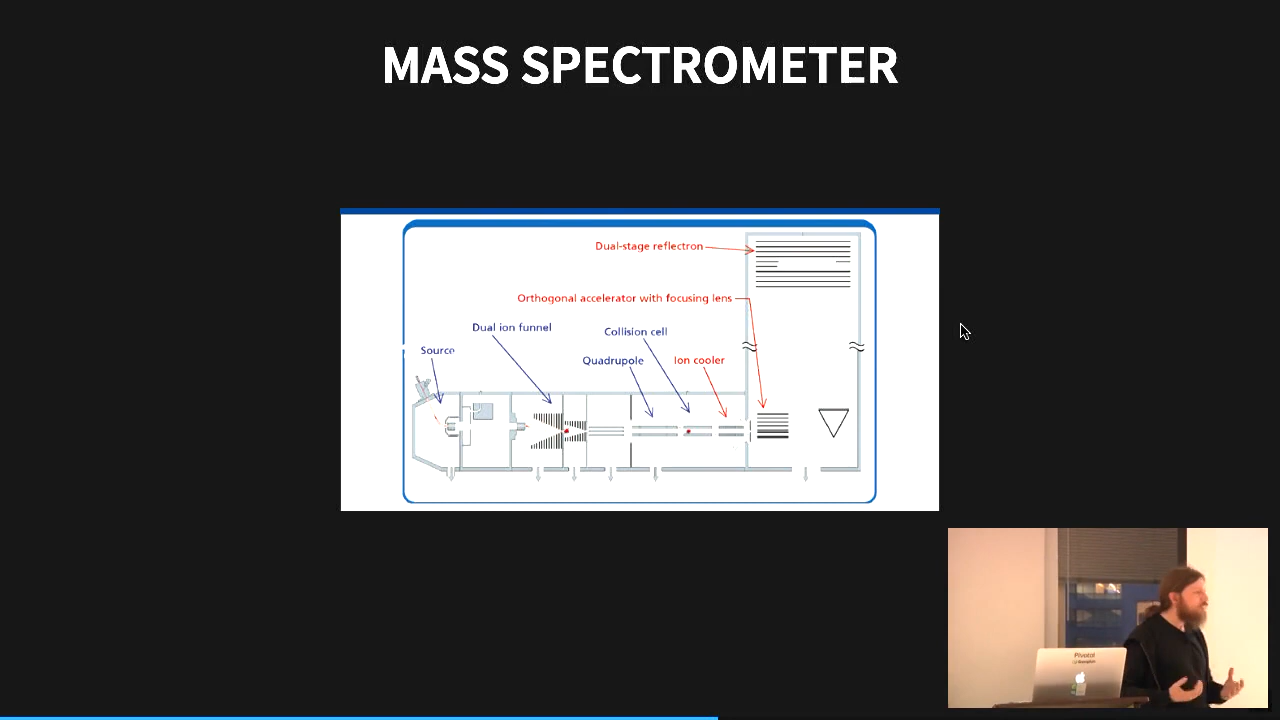 MASS SPECTROMETER
Dual-stage reflectron
Orthogonal accelerator with focusing lens
Dual ion funnel
Collision cell
Source
Quadrupole
Ion cooler
Pivotal